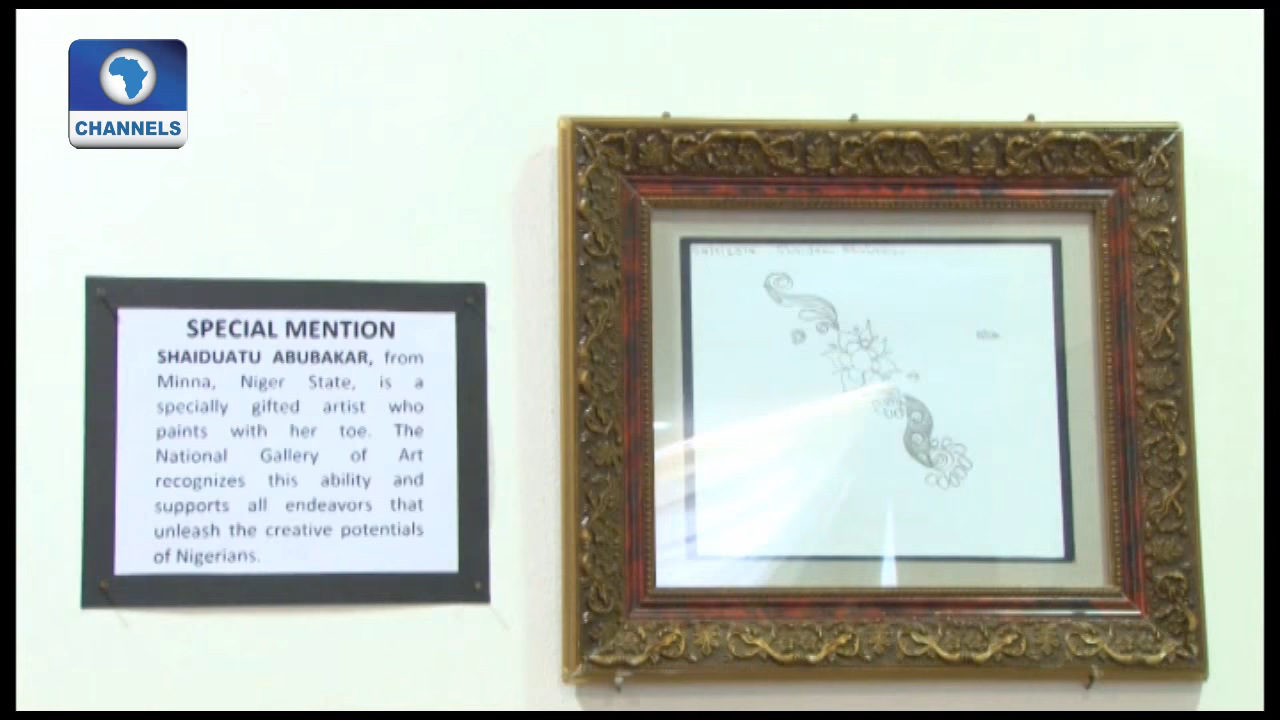 CHANNELS
SPECIAL MENTION
SHAIDUATU ABUBAKAR, from
Minna, Niger State, is a
specially gifted artist who
paints with her toe. The
National Gallery of Art
recognizes this ability and
supports all endeavors that
unleash the creative potentials
of Nigerians.